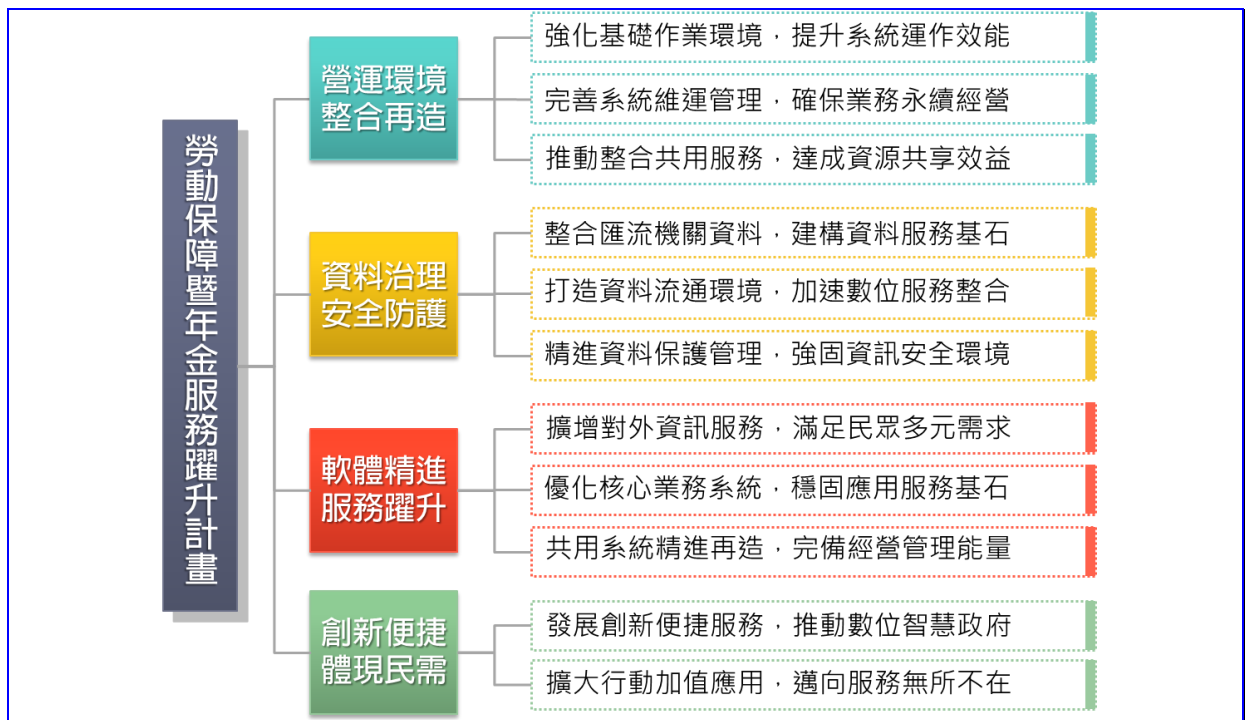 勞動保障暨年金服務躍升計畫
營運環境
整合再造
強化基礎作業環境，提升系統運作效能
完善系統維運管理，確保業務永續經營
推動整合共用服務，達成資源共享效益
資料治理
安全防護
整合匯流機關資料，建構資料服務基石
打造資料流通環境，加速數位服務整合
精進資料保護管理，強固資訊安全環境
軟體精進
服務躍升
擴增對外資訊服務，滿足民眾多元需求
優化核心業務系統，穩固應用服務基石
共用系統精進再造，完備經營管理能量
創新便捷
體現民需
發展創新便捷服務，推動數位智慧政府
擴大行動加值應用，邁向服務無所不在